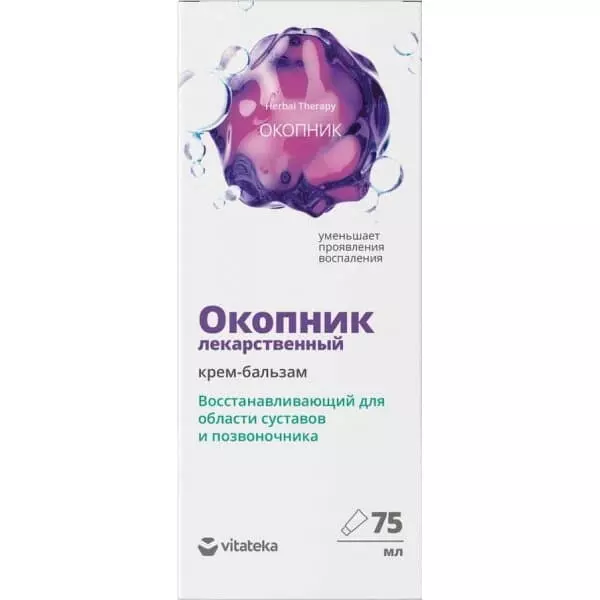 Herbal Therapy
ОКОПНИК
уменьшает
проявления
воспаления
Окопник
лекарственный
крем-бальзам
Восстанавливающий для
области суставов
и позвоночника
75
мл
vitateka